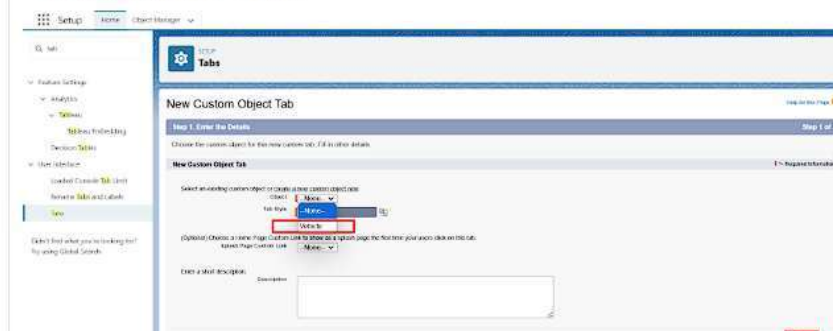 Setup Home Object Manager
tab
SETUP
Tabs
Feature Settings
Analytics
Tableau
Tableau Embedding
Decision Tables
User Interface
Loaded Console Tab Limit
Rename Tabs and Labels
Tabs
Didn't find what you're looking for?
Try using Global Search.
New Custom Object Tab
Help for this Page
Step 1. Enter the Details
Step 1 of
Choose the custom object for this new custom tab. Fill in other details.
New Custom Object Tab
= Required Information
Select an existing custom object or create a new custom object now.
Object --None--
Tab Style --None--
(Optional) Choose a Home Page Custom Link to show as a splash page the first time your users click on this tab.
Splash Page Custom Link --None--
Enter a short description.
Description